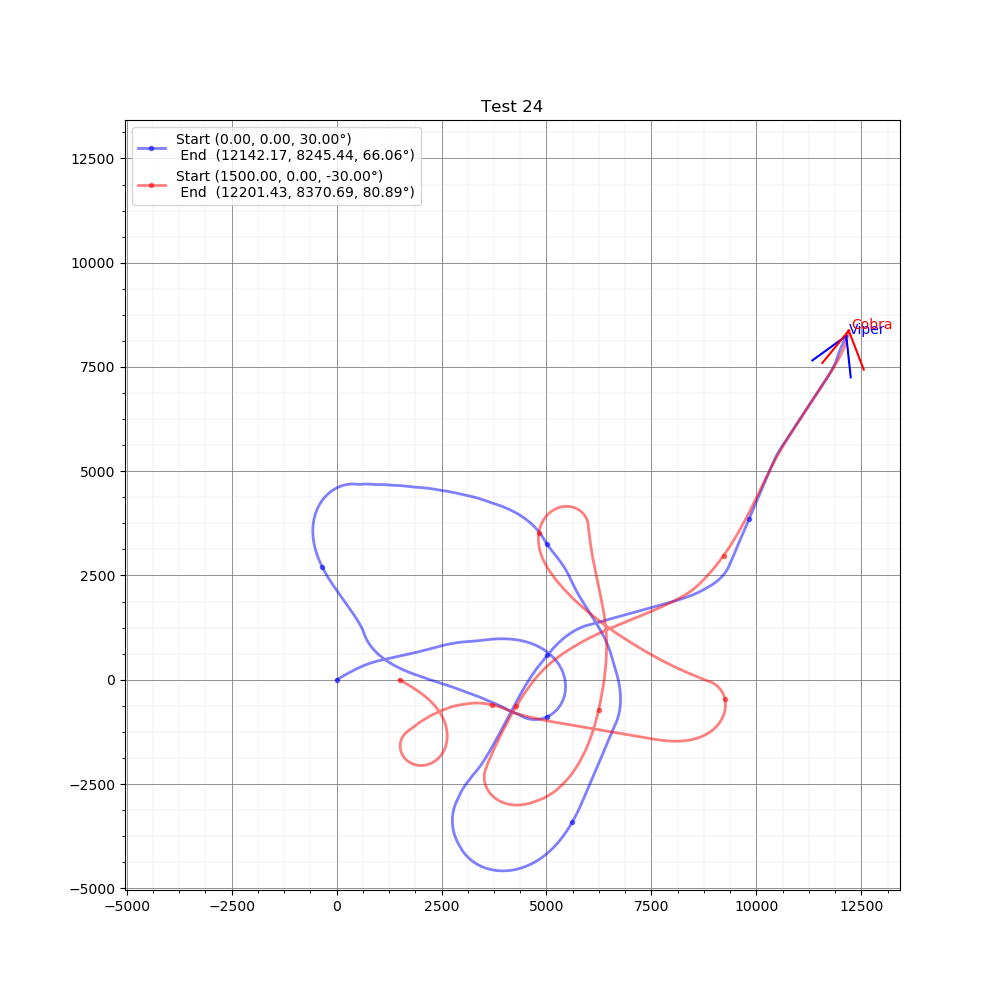 Test 24
Start (0.00, 0.00, 30.00°)
End (12142.17, 8245.44, 66.06°)
Start (1500.00, 0.00, -30.00°)
End (12201.43, 8370.69, 80.89°)
12500
10000
7500
5000
2500
0
−2500
−5000
Cobra
Viper
−5000 −2500 0 2500 5000 7500 10000 12500